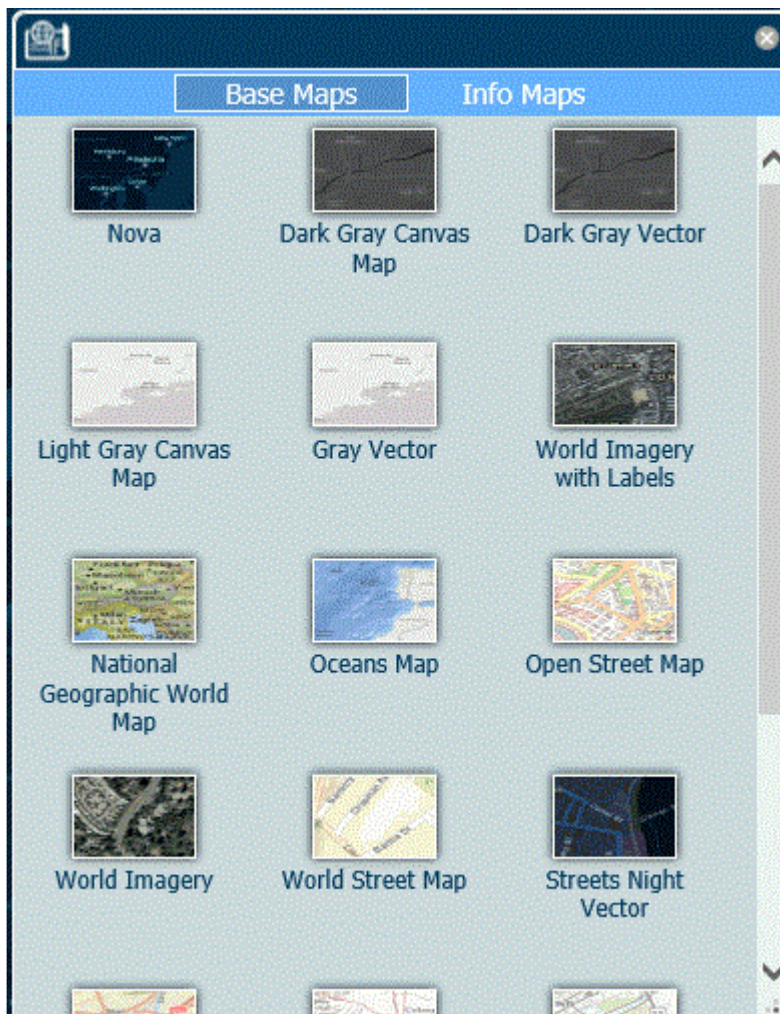 Base Maps Info Maps
Nova
Dark Gray Canvas
Map
Dark Gray Vector
Light Gray Canvas
Map
Gray Vector
World Imagery
with Labels
National
Geographic World
Map
Oceans Map
Open Street Map
World Imagery
World Street Map
Streets Night
Vector